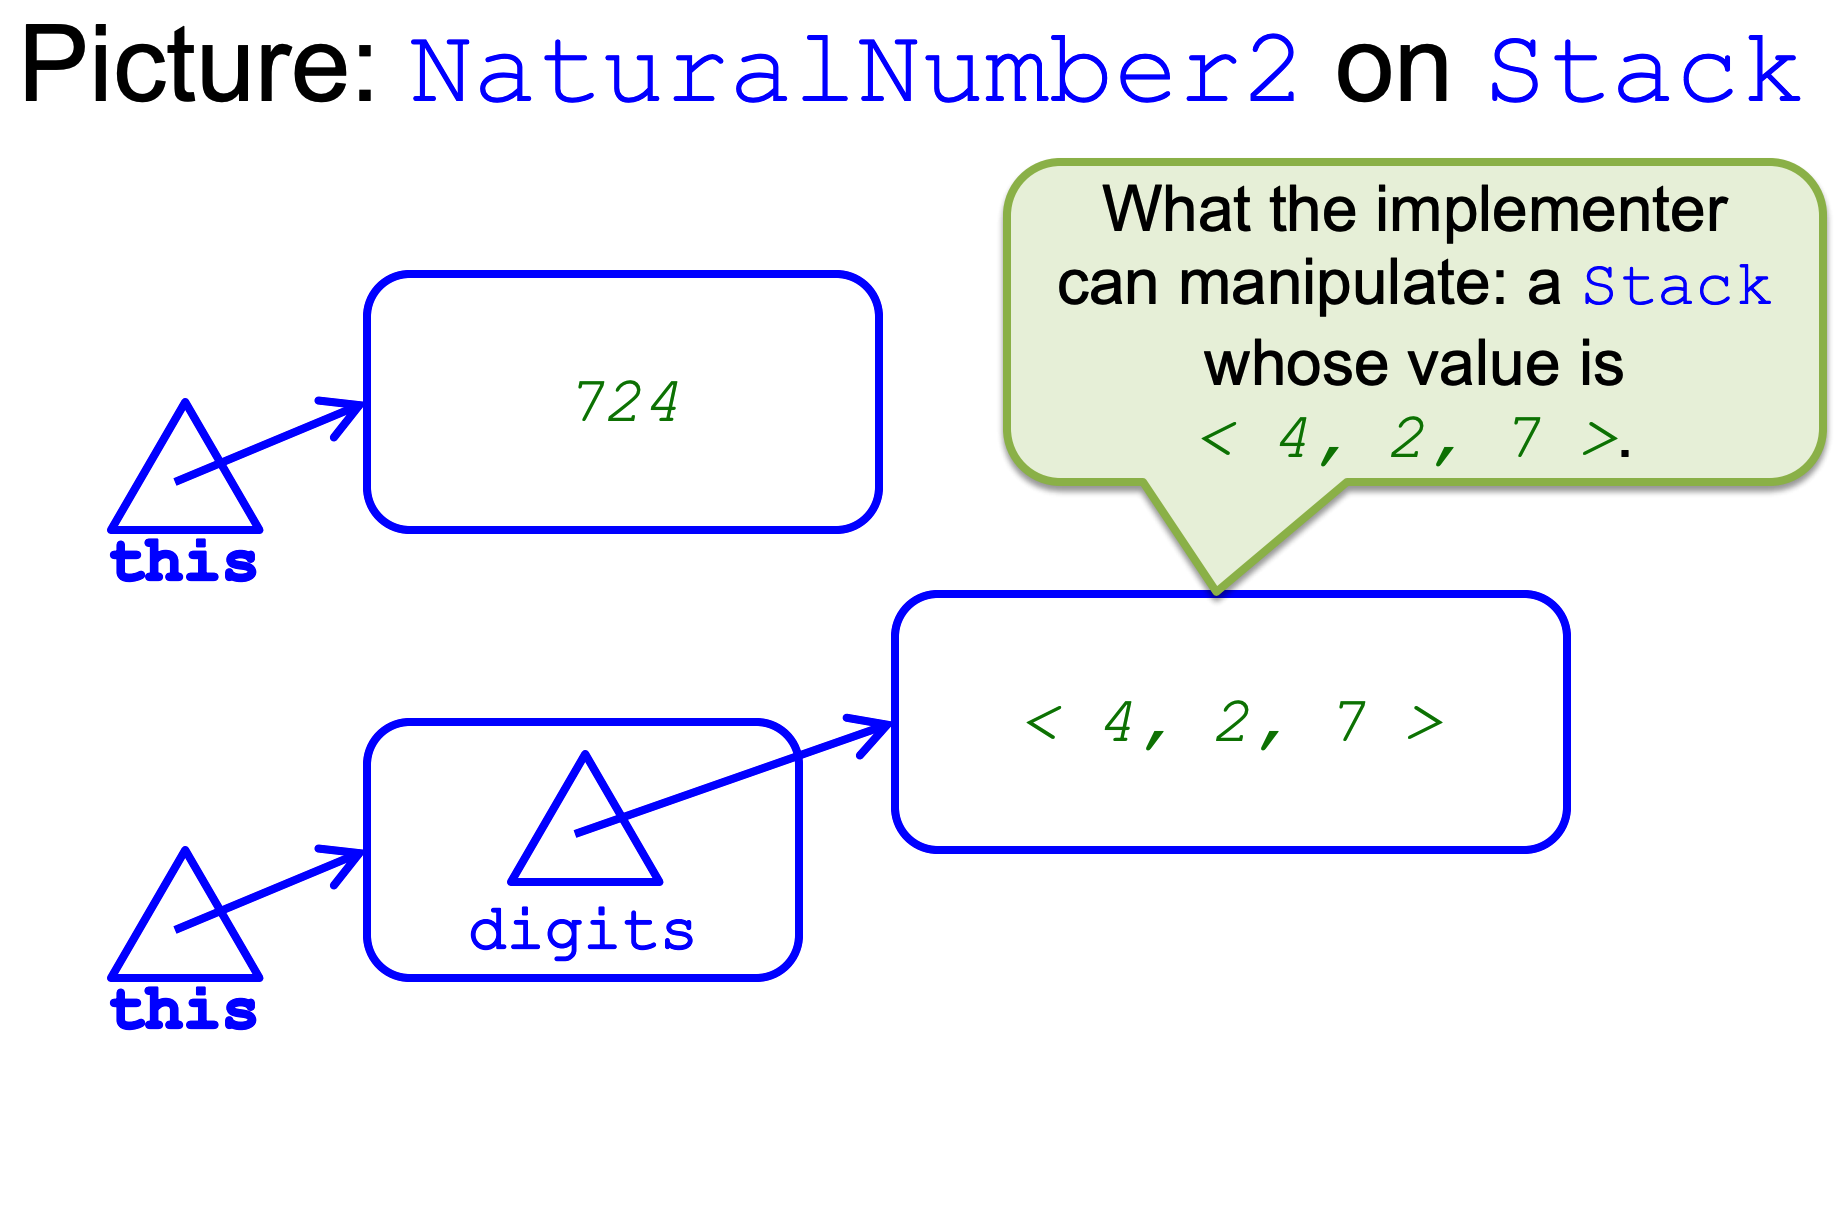 Picture: NaturalNumber2 on Stack
What the implementer
can manipulate: a Stack
whose value is
< 4, 2, 7 >.
724
this
< 4, 2, 7 >
digits
this